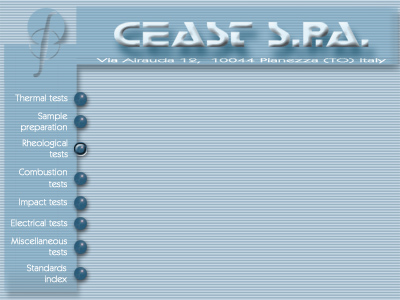 CEAST S.P.A.
Via Airauda 12, 10044 Pianezza (TO) Italy
Thermal tests
Sample
preparation
Rheological
tests
Combustion
tests
Impact tests
Electrical tests
Miscellaneous
tests
Standards
index